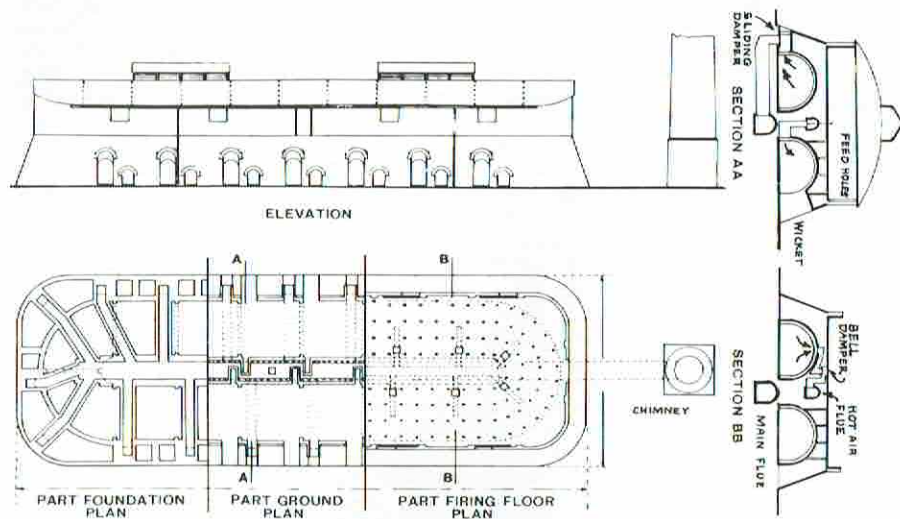 ELEVATION
SLIDING
DAMPER
SECTION AA
FEED HOLES
WICKET
A
B
A
B
CHIMNEY
SECTION BB
BELL
DAMPER
HOT AIR
FLUE
MAIN FLUE
PART FOUNDATION
PLAN
PART GROUND
PLAN
PART FIRING FLOOR
PLAN